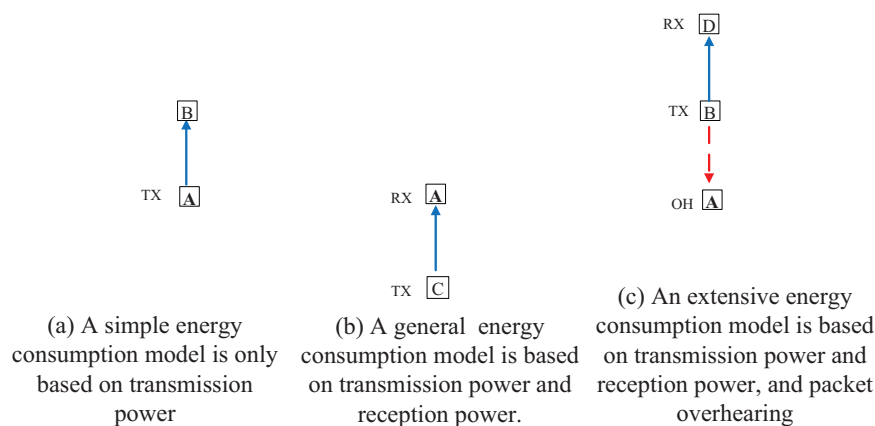 B
TX A
RX A
TX C
RX D
TX B
OH A
(a) A simple energy
consumption model is only
based on transmission
power
(b) A general energy
consumption model is based
on transmission power and
reception power.
(c) An extensive energy
consumption model is based
on transmission power and
reception power, and packet
overhearing